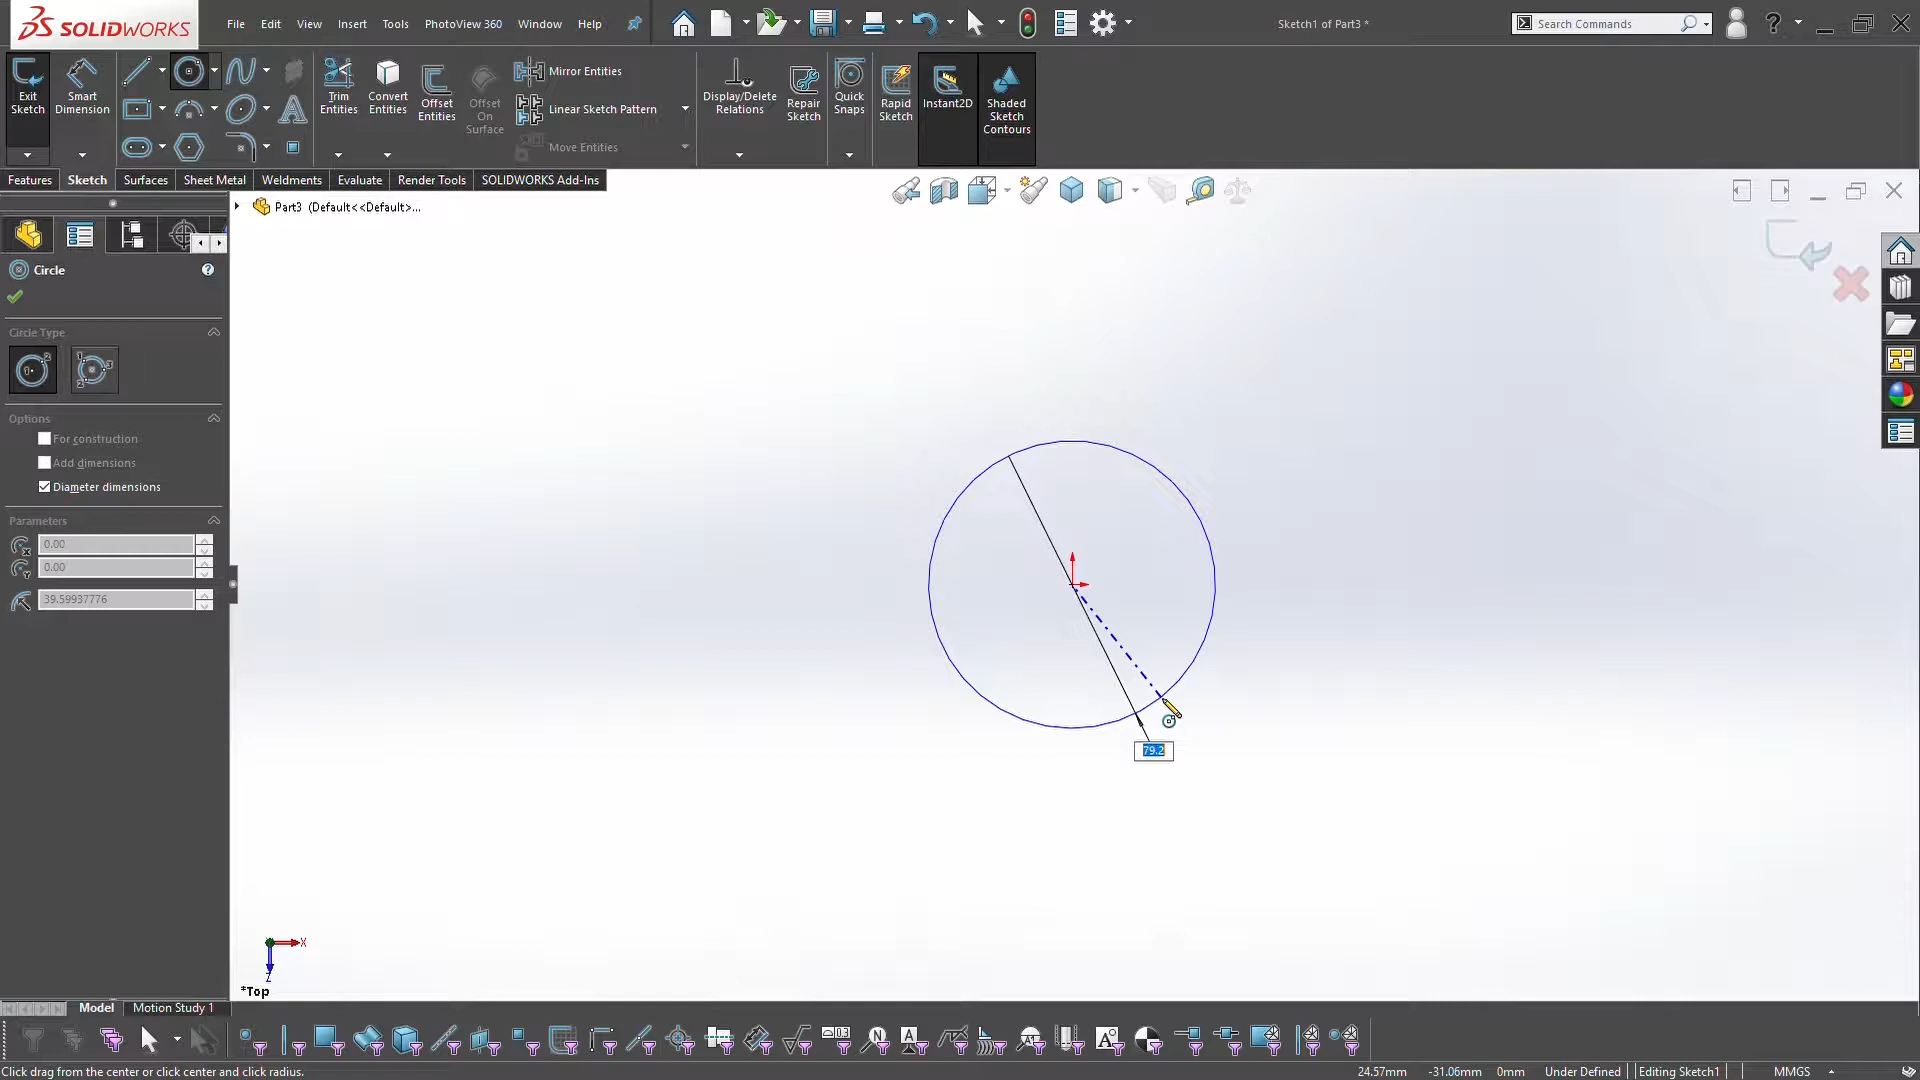 SOLIDWORKS
File Edit View Insert Tools PhotoView 360 Window Help
Sketch1 of Part3 *
Search Commands
Exit Sketch
Smart Dimension
Trim Entities
Convert Entities
Offset Entities
Offset On Surface
Mirror Entities
Linear Sketch Pattern
Move Entities
Display/Delete Relations
Repair Sketch
Quick Snaps
Rapid Sketch
Instant2D
Shaded Sketch Contours
Features Sketch Surfaces Sheet Metal Weldments Evaluate Render Tools SOLIDWORKS Add-Ins
Part3 (Default<<Default>...
Circle
Circle Type
Options
For construction
Add dimensions
Diameter dimensions
Parameters
0.00
0.00
39.59937776
79.2
X
Z
*Top
Model Motion Study 1
Click drag from the center or click center and click radius.
24.57mm -31.06mm 0mm Under Defined Editing Sketch1 MMGS